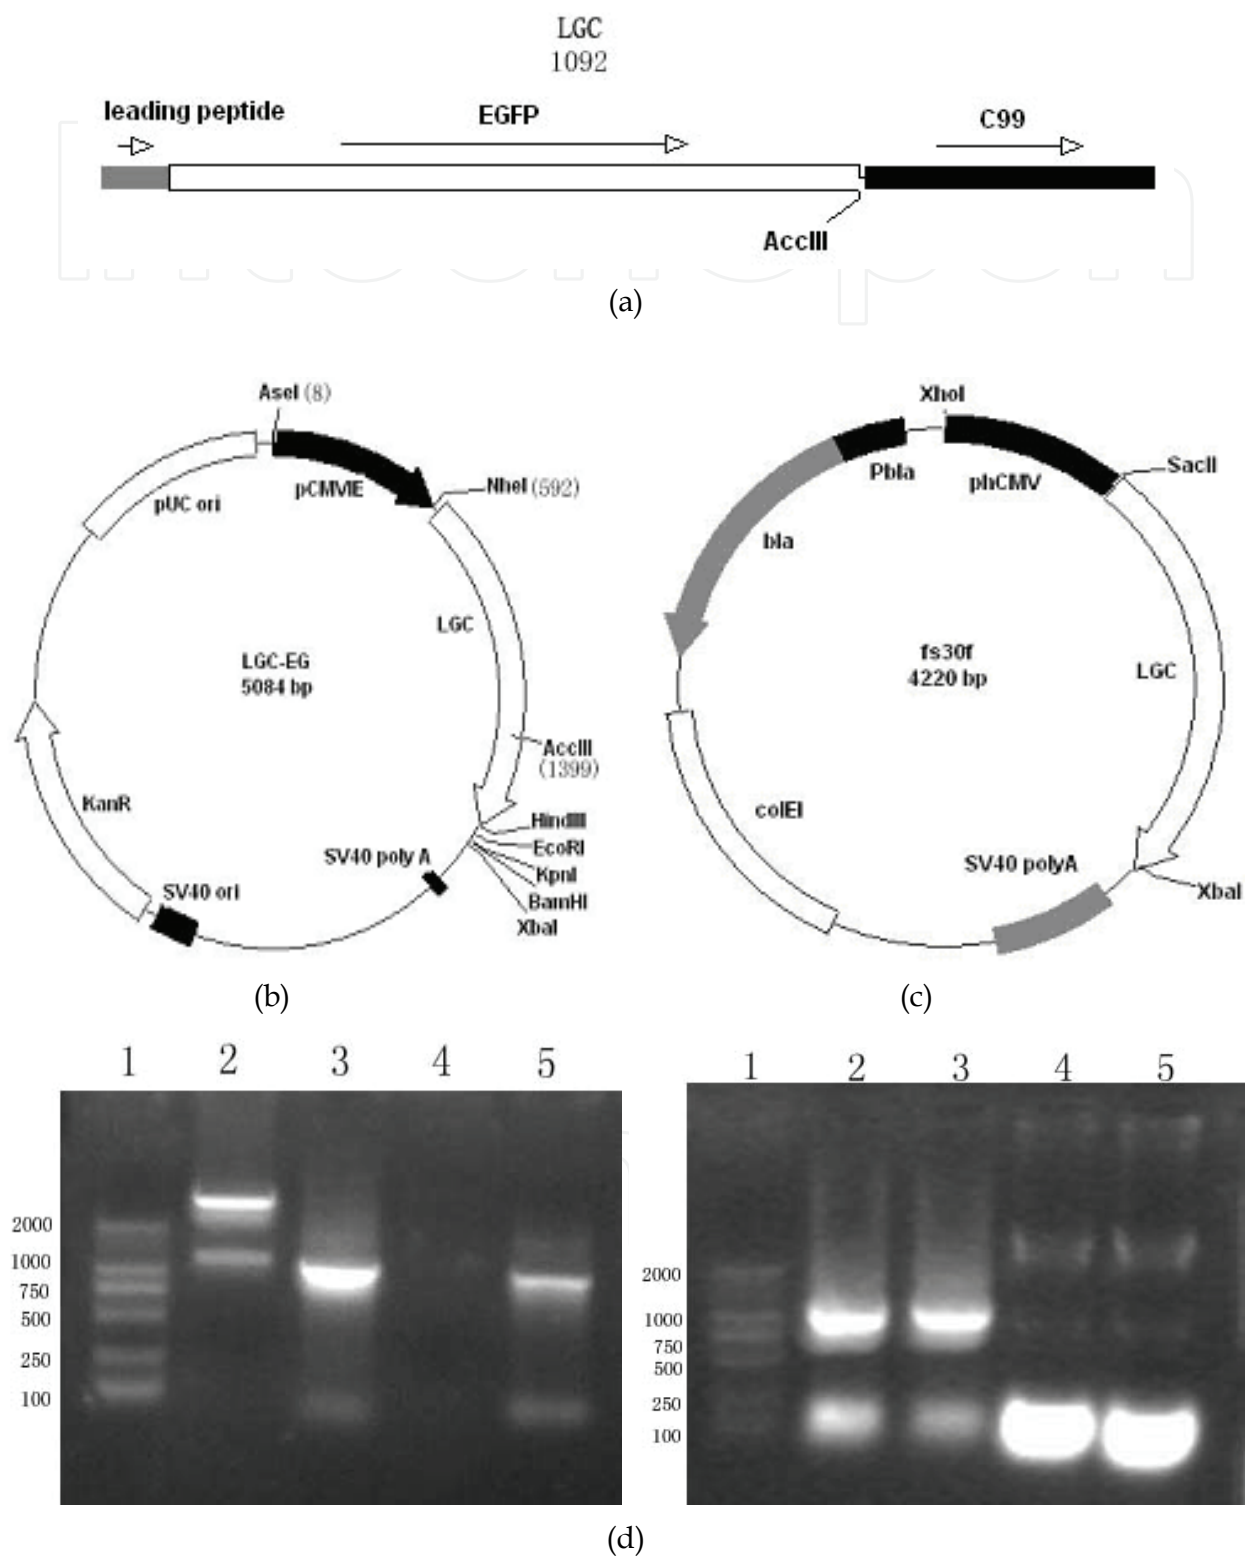 LGC
1092
leading peptide
EGFP
C99
AccIII
(a)
AseI (8)
pCMVIE
NheI (592)
pUC ori
LGC
LGC-EG
5084 bp
AccIII
(1399)
KanR
HindIII
EcoRI
KpnI
BamHI
XbaI
SV40 poly A
SV40 ori
(b)
XhoI
SacII
Pbla
phCMV
bla
LGC
fs30f
4220 bp
colEI
SV40 polyA
XbaI
(c)
1 2 3 4 5
2000
1000
750
500
250
100
1 2 3 4 5
2000
1000
750
500
250
100
(d)